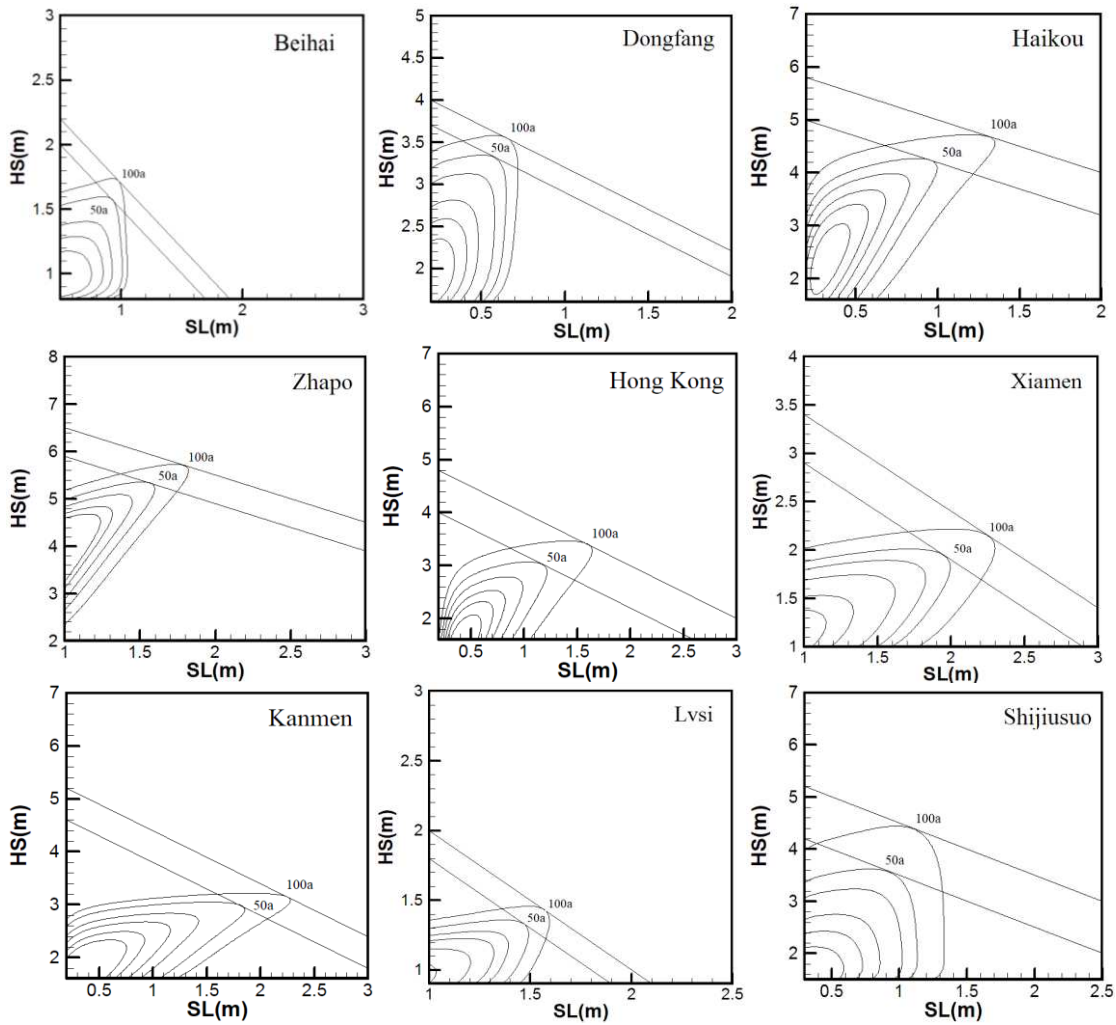 Beihai
HS(m)
3
2.5
2
1.5
1
100a
50a
1 2 3
SL(m)
Dongfang
HS(m)
5
4.5
4
3.5
3
2.5
2
100a
50a
0.5 1 1.5 2
SL(m)
Haikou
HS(m)
7
6
5
4
3
2
100a
50a
0.5 1 1.5 2
SL(m)
Zhapo
HS(m)
8
7
6
5
4
3
2
100a
50a
1 1.5 2 2.5 3
SL(m)
Hong Kong
HS(m)
7
6
5
4
3
2
100a
50a
0.5 1 1.5 2 2.5 3
SL(m)
Xiamen
HS(m)
4
3.5
3
2.5
2
1.5
1
100a
50a
1 1.5 2 2.5 3
SL(m)
Kanmen
HS(m)
7
6
5
4
3
2
100a
50a
0.5 1 1.5 2 2.5 3
SL(m)
Lvsi
HS(m)
3
2.5
2
1.5
1
100a
50a
1 1.5 2 2.5
SL(m)
Shijiusuo
HS(m)
7
6
5
4
3
2
100a
50a
0.5 1 1.5 2 2.5
SL(m)